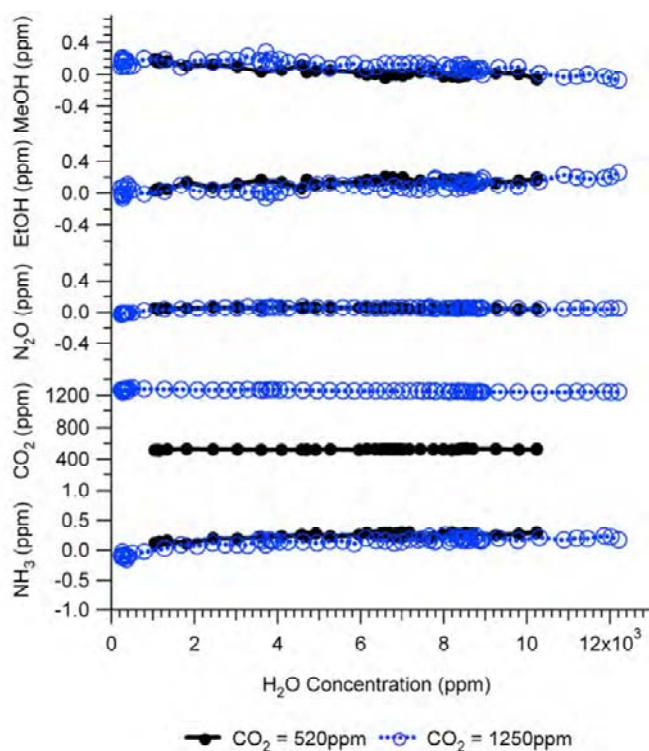 0.4
0.0
-0.4
MeOH (ppm)
0.4
0.0
-0.4
EtOH (ppm)
0.4
0.0
-0.4
N₂O (ppm)
1200
800
400
CO₂ (ppm)
1.0
0.5
0.0
-0.5
-1.0
NH₃ (ppm)
0 2 4 6 8 10 12x10³
H₂O Concentration (ppm)
CO₂ = 520ppm CO₂ = 1250ppm